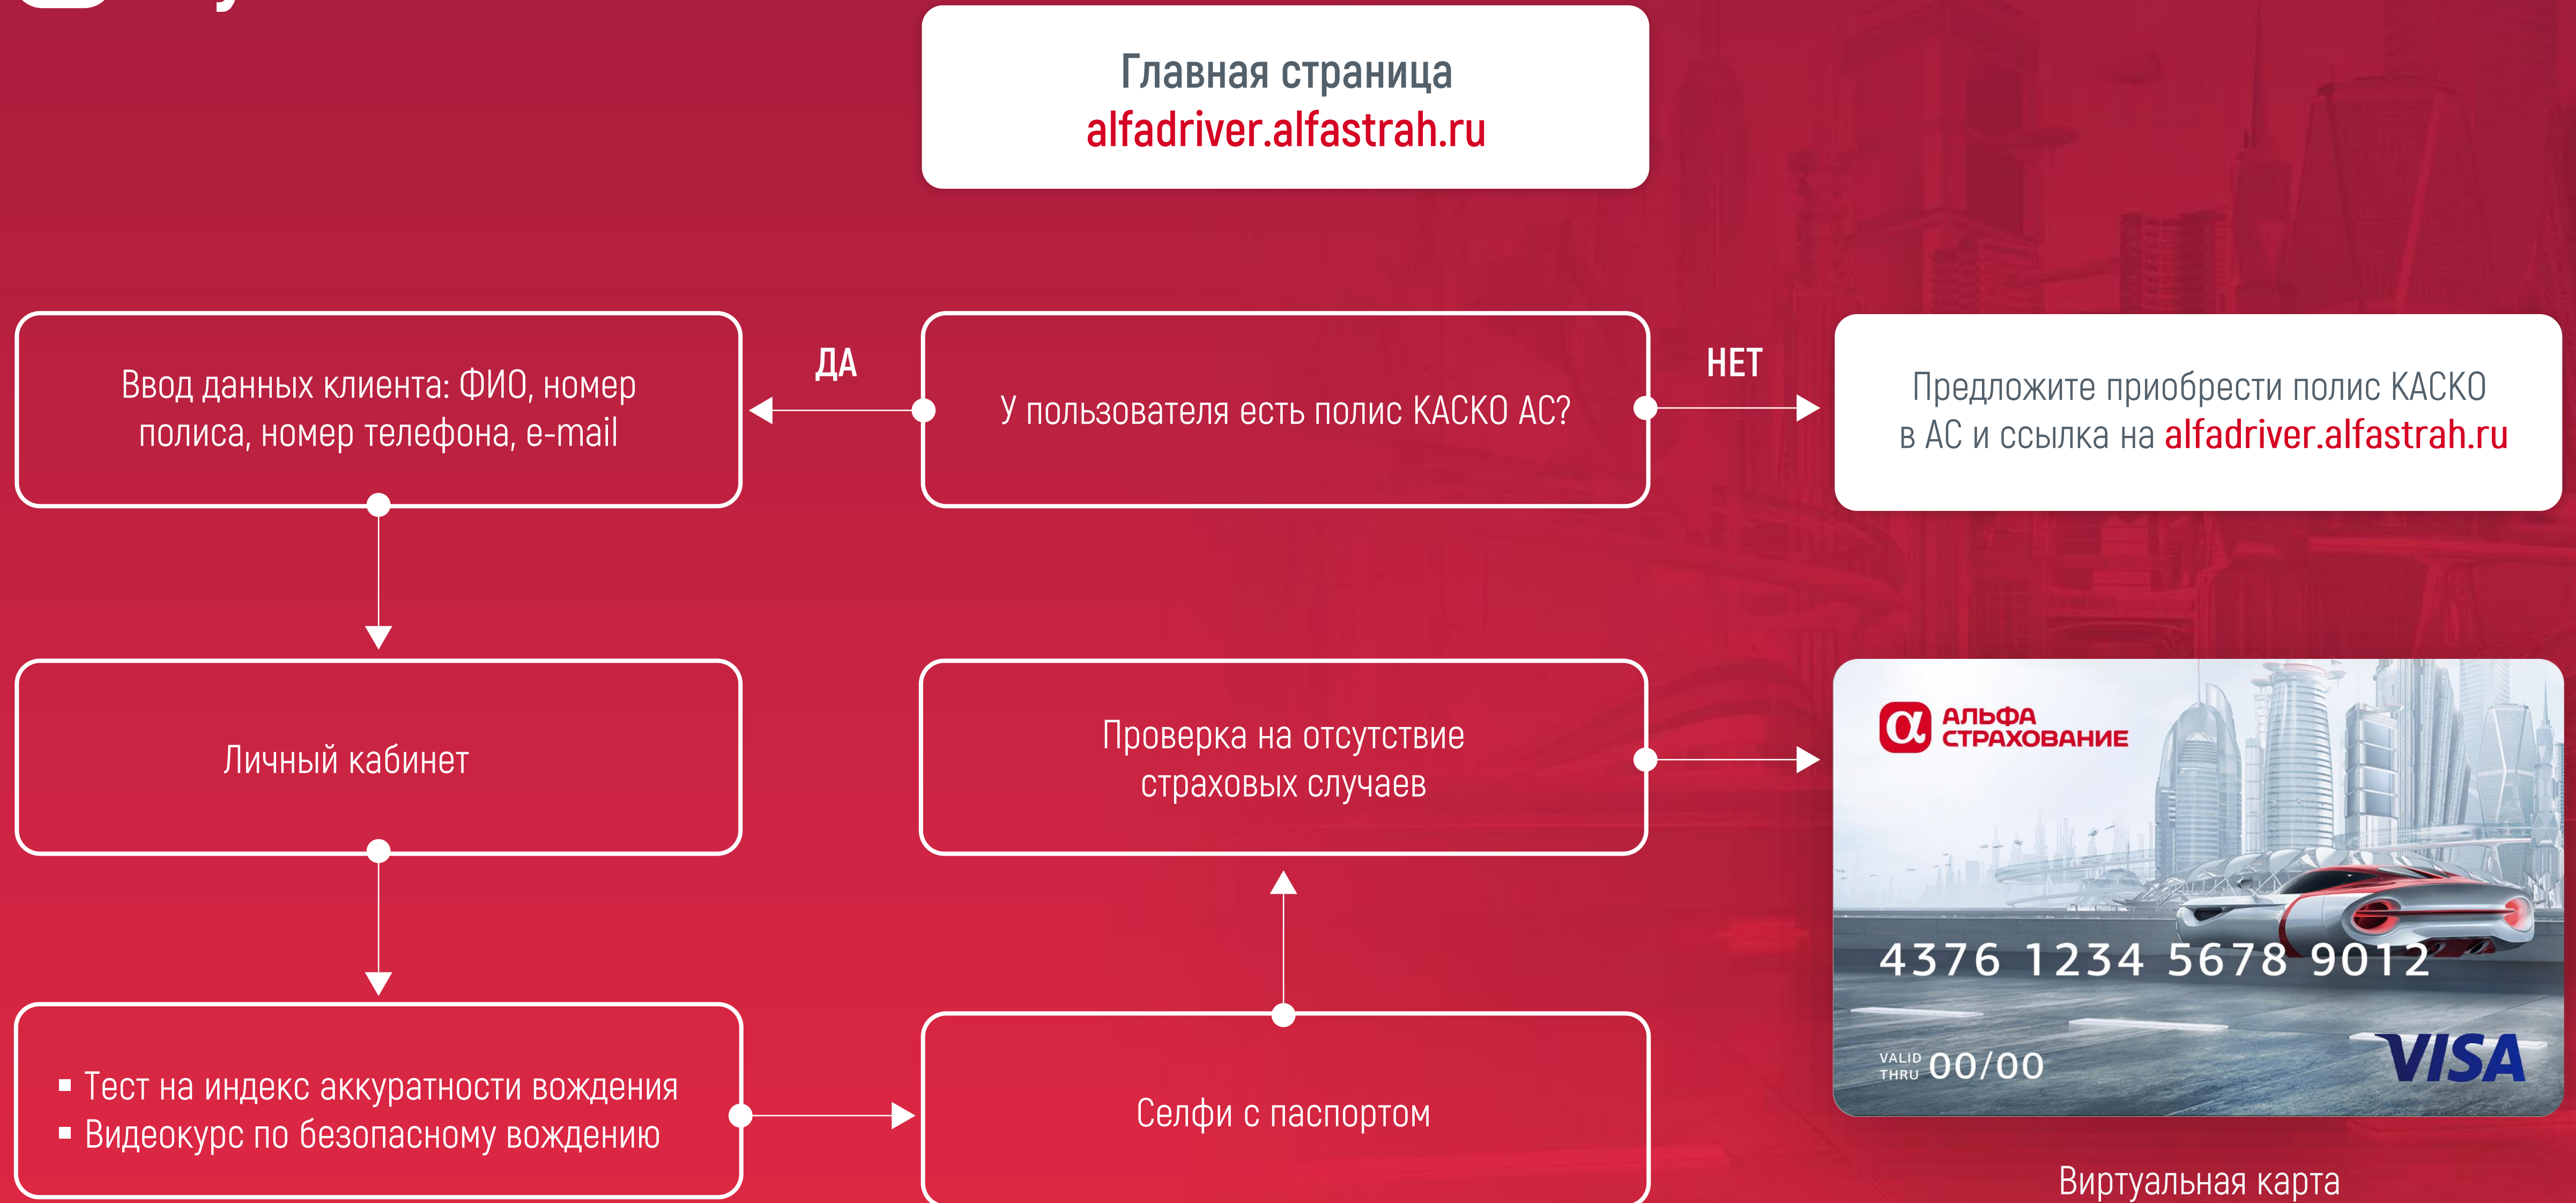 Главная страница
alfadriver.alfastrah.ru
Ввод данных клиента: ФИО, номер
полиса, номер телефона, e-mail
ДА
У пользователя есть полис КАСКО АС?
НЕТ
Предложите приобрести полис КАСКО
в АС и ссылка на alfadriver.alfastrah.ru
Личный кабинет
Проверка на отсутствие
страховых случаев
АЛЬФА
СТРАХОВАНИЕ
4376 1234 5678 9012
VALID
THRU 00/00
VISA
▪ Тест на индекс аккуратности вождения
▪ Видеокурс по безопасному вождению
Селфи с паспортом
Виртуальная карта